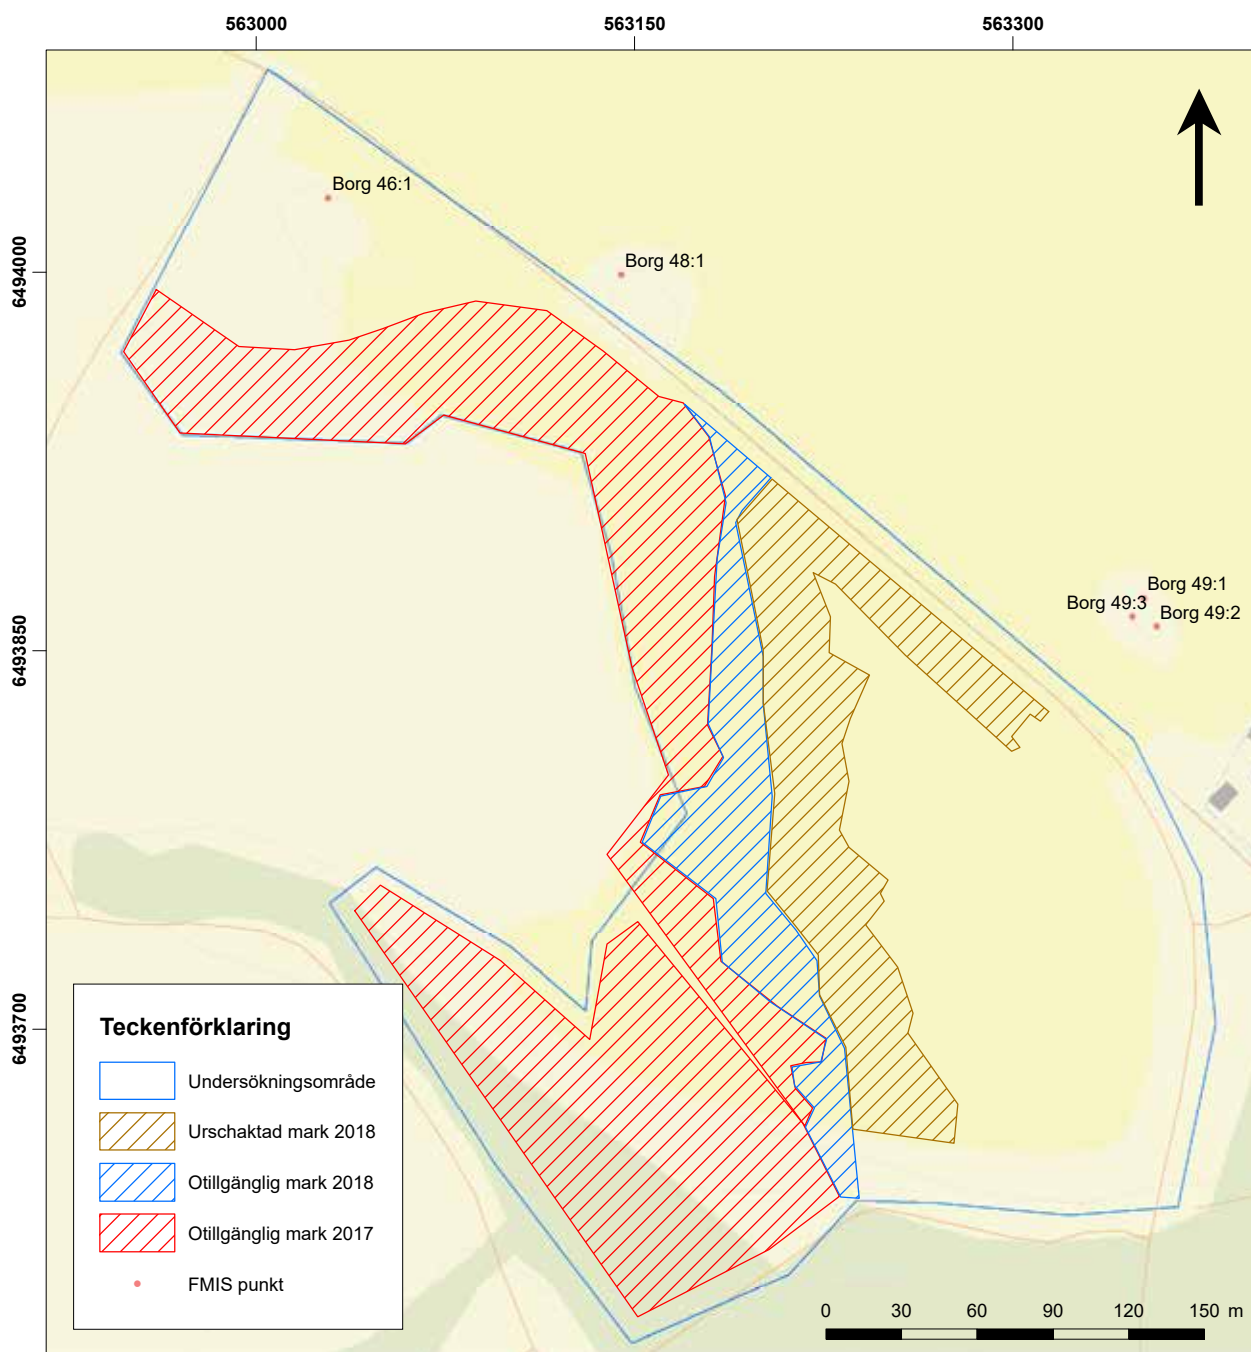 563000 563150 563300
6494000
6493850
6493700
Borg 46:1
Borg 48:1
Borg 49:1
Borg 49:3
Borg 49:2
Teckenförklaring
Undersökningsområde
Urschaktad mark 2018
Otillgänglig mark 2018
Otillgänglig mark 2017
FMIS punkt
0 30 60 90 120 150 m